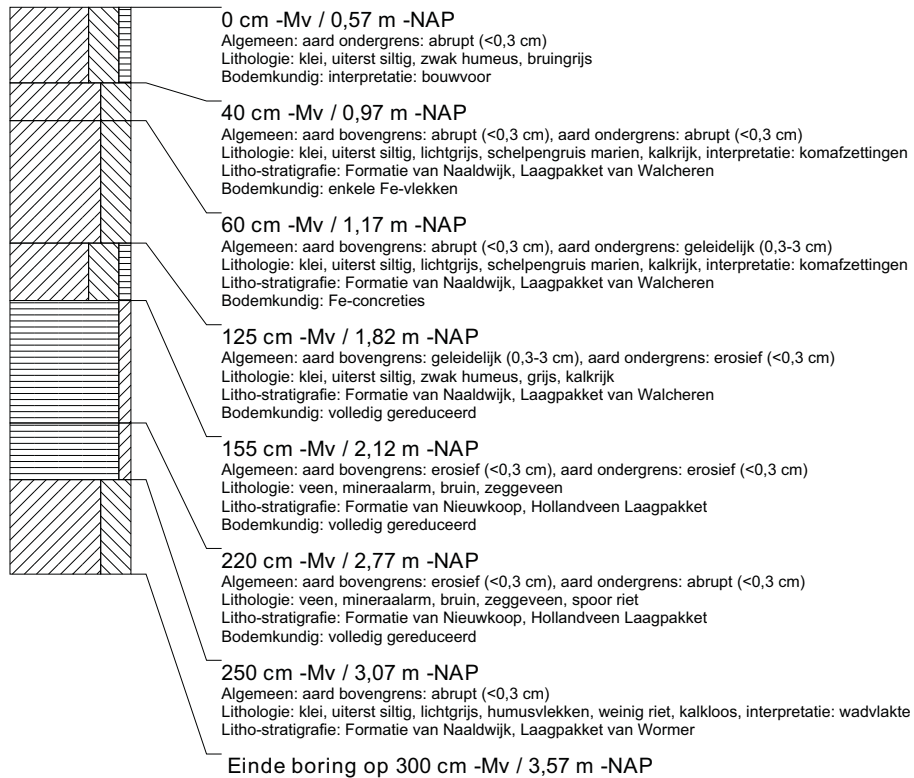 0 cm -Mv / 0,57 m -NAP
Algemeen: aard ondergrens: abrupt (<0,3 cm)
Lithologie: klei, uiterst siltig, zwak humeus, bruingrijs
Bodemkundig: interpretatie: bouwvoor
40 cm -Mv / 0,97 m -NAP
Algemeen: aard bovengrens: abrupt (<0,3 cm), aard ondergrens: abrupt (<0,3 cm)
Lithologie: klei, uiterst siltig, lichtgrijs, schelpengruis marien, kalkrijk, interpretatie: komafzettingen
Litho-stratigrafie: Formatie van Naaldwijk, Laagpakket van Walcheren
Bodemkundig: enkele Fe-vlekken
60 cm -Mv / 1,17 m -NAP
Algemeen: aard bovengrens: abrupt (<0,3 cm), aard ondergrens: geleidelijk (0,3-3 cm)
Lithologie: klei, uiterst siltig, lichtgrijs, schelpengruis marien, kalkrijk, interpretatie: komafzettingen
Litho-stratigrafie: Formatie van Naaldwijk, Laagpakket van Walcheren
Bodemkundig: Fe-concreties
125 cm -Mv / 1,82 m -NAP
Algemeen: aard bovengrens: geleidelijk (0,3-3 cm), aard ondergrens: erosief (<0,3 cm)
Lithologie: klei, uiterst siltig, zwak humeus, grijs, kalkrijk
Litho-stratigrafie: Formatie van Naaldwijk, Laagpakket van Walcheren
Bodemkundig: volledig gereduceerd
155 cm -Mv / 2,12 m -NAP
Algemeen: aard bovengrens: erosief (<0,3 cm), aard ondergrens: erosief (<0,3 cm)
Lithologie: veen, mineraalarm, bruin, zeggeveen
Litho-stratigrafie: Formatie van Nieuwkoop, Hollandveen Laagpakket
Bodemkundig: volledig gereduceerd
220 cm -Mv / 2,77 m -NAP
Algemeen: aard bovengrens: erosief (<0,3 cm), aard ondergrens: abrupt (<0,3 cm)
Lithologie: veen, mineraalarm, bruin, zeggeveen, spoor riet
Litho-stratigrafie: Formatie van Nieuwkoop, Hollandveen Laagpakket
Bodemkundig: volledig gereduceerd
250 cm -Mv / 3,07 m -NAP
Algemeen: aard bovengrens: abrupt (<0,3 cm)
Lithologie: klei, uiterst siltig, lichtgrijs, humusvlekken, weinig riet, kalkloos, interpretatie: wadvlakte
Litho-stratigrafie: Formatie van Naaldwijk, Laagpakket van Wormer
Einde boring op 300 cm -Mv / 3,57 m -NAP